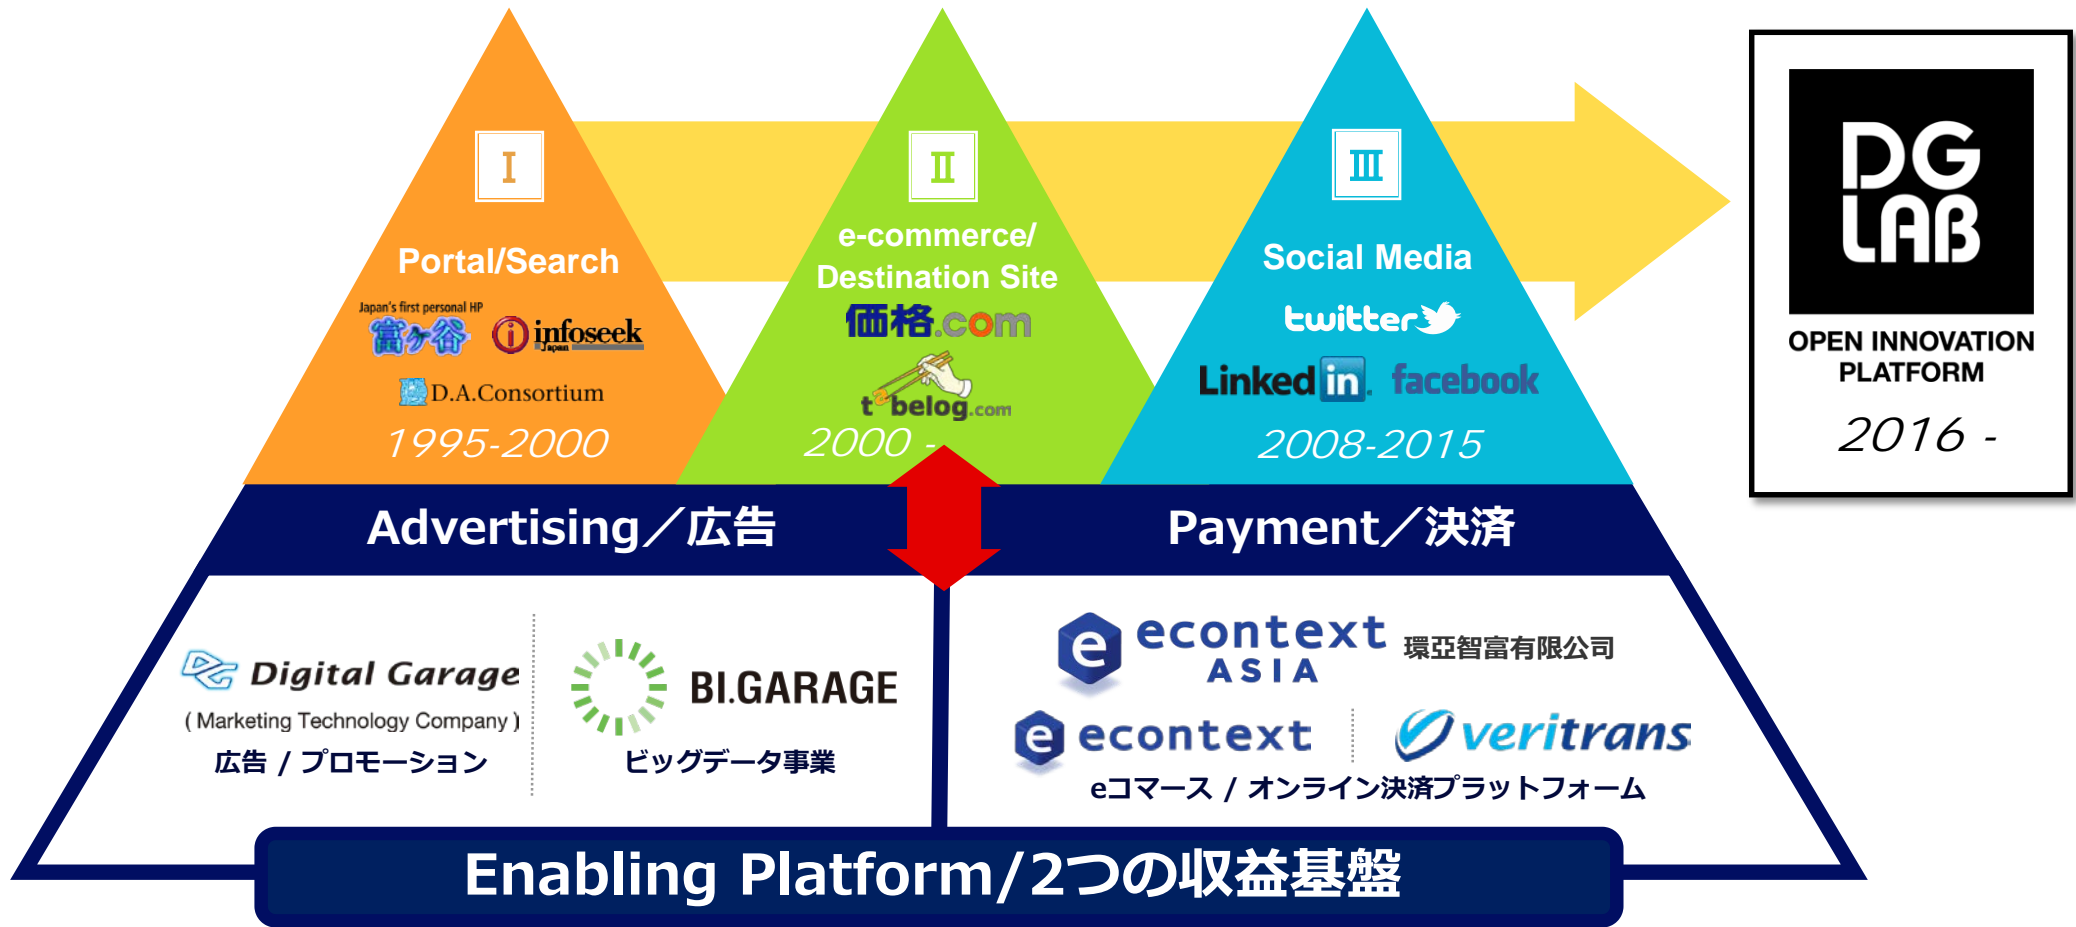 I
Portal/Search
Japan's first personal HP
富ヶ谷
infoseek
Japan
D.A.Consortium
1995-2000
II
e-commerce/
Destination Site
価格.com
tabelog.com
2000 -
III
Social Media
twitter
Linked in.
facebook
2008-2015
DG
LAB
OPEN INNOVATION
PLATFORM
2016 -
Advertising／広告
Payment／決済
DG Digital Garage
( Marketing Technology Company )
広告 / プロモーション
BI.GARAGE
ビッグデータ事業
e econtext
ASIA
環亞智富有限公司
e econtext
veritrans
eコマース / オンライン決済プラットフォーム
Enabling Platform/2つの収益基盤